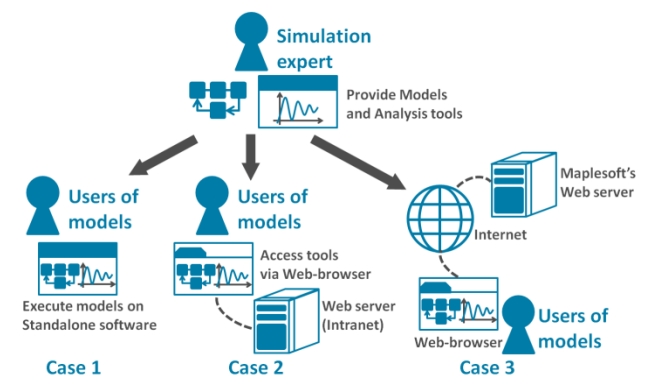 Simulation
expert
Provide Models
and Analysis tools
Users of
models
Execute models on
Standalone software
Case 1
Users of
models
Access tools
via Web-browser
Web server
(Intranet)
Case 2
Maplesoft's
Web server
Internet
Web-browser
Users of
models
Case 3